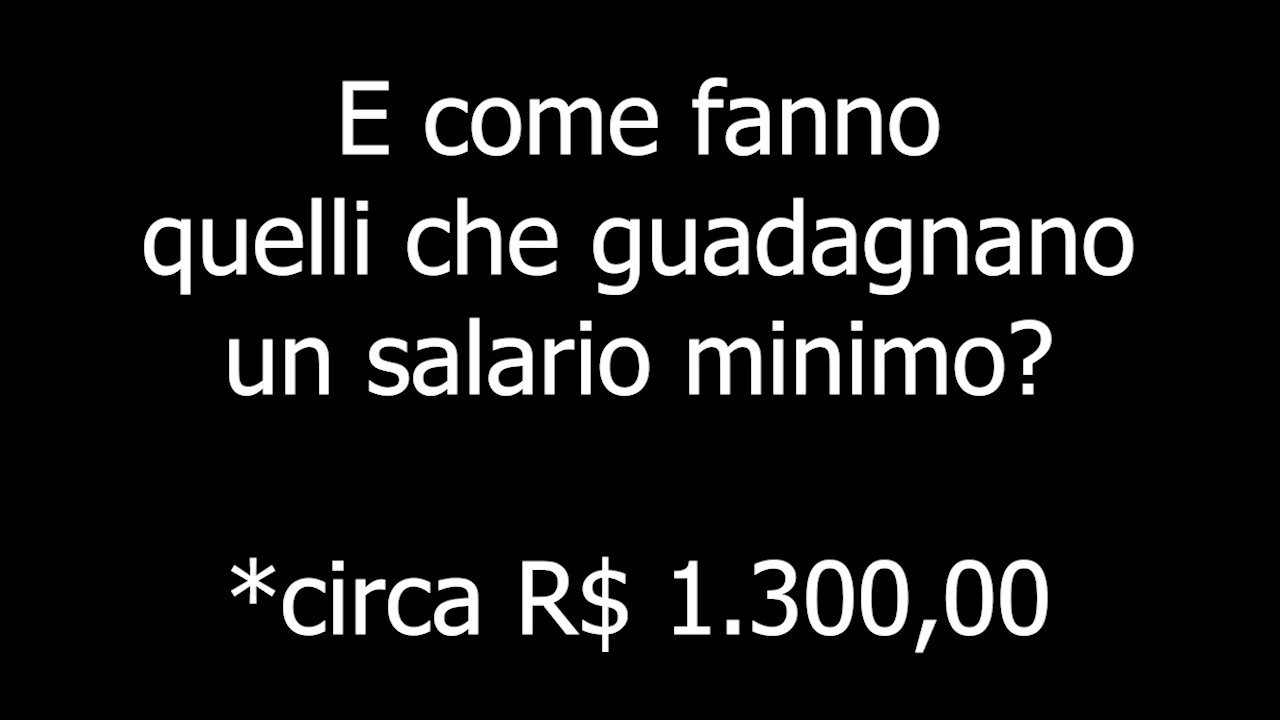 E come fanno
quelli che guadagnano
un salario minimo?
*circa R$ 1.300,00